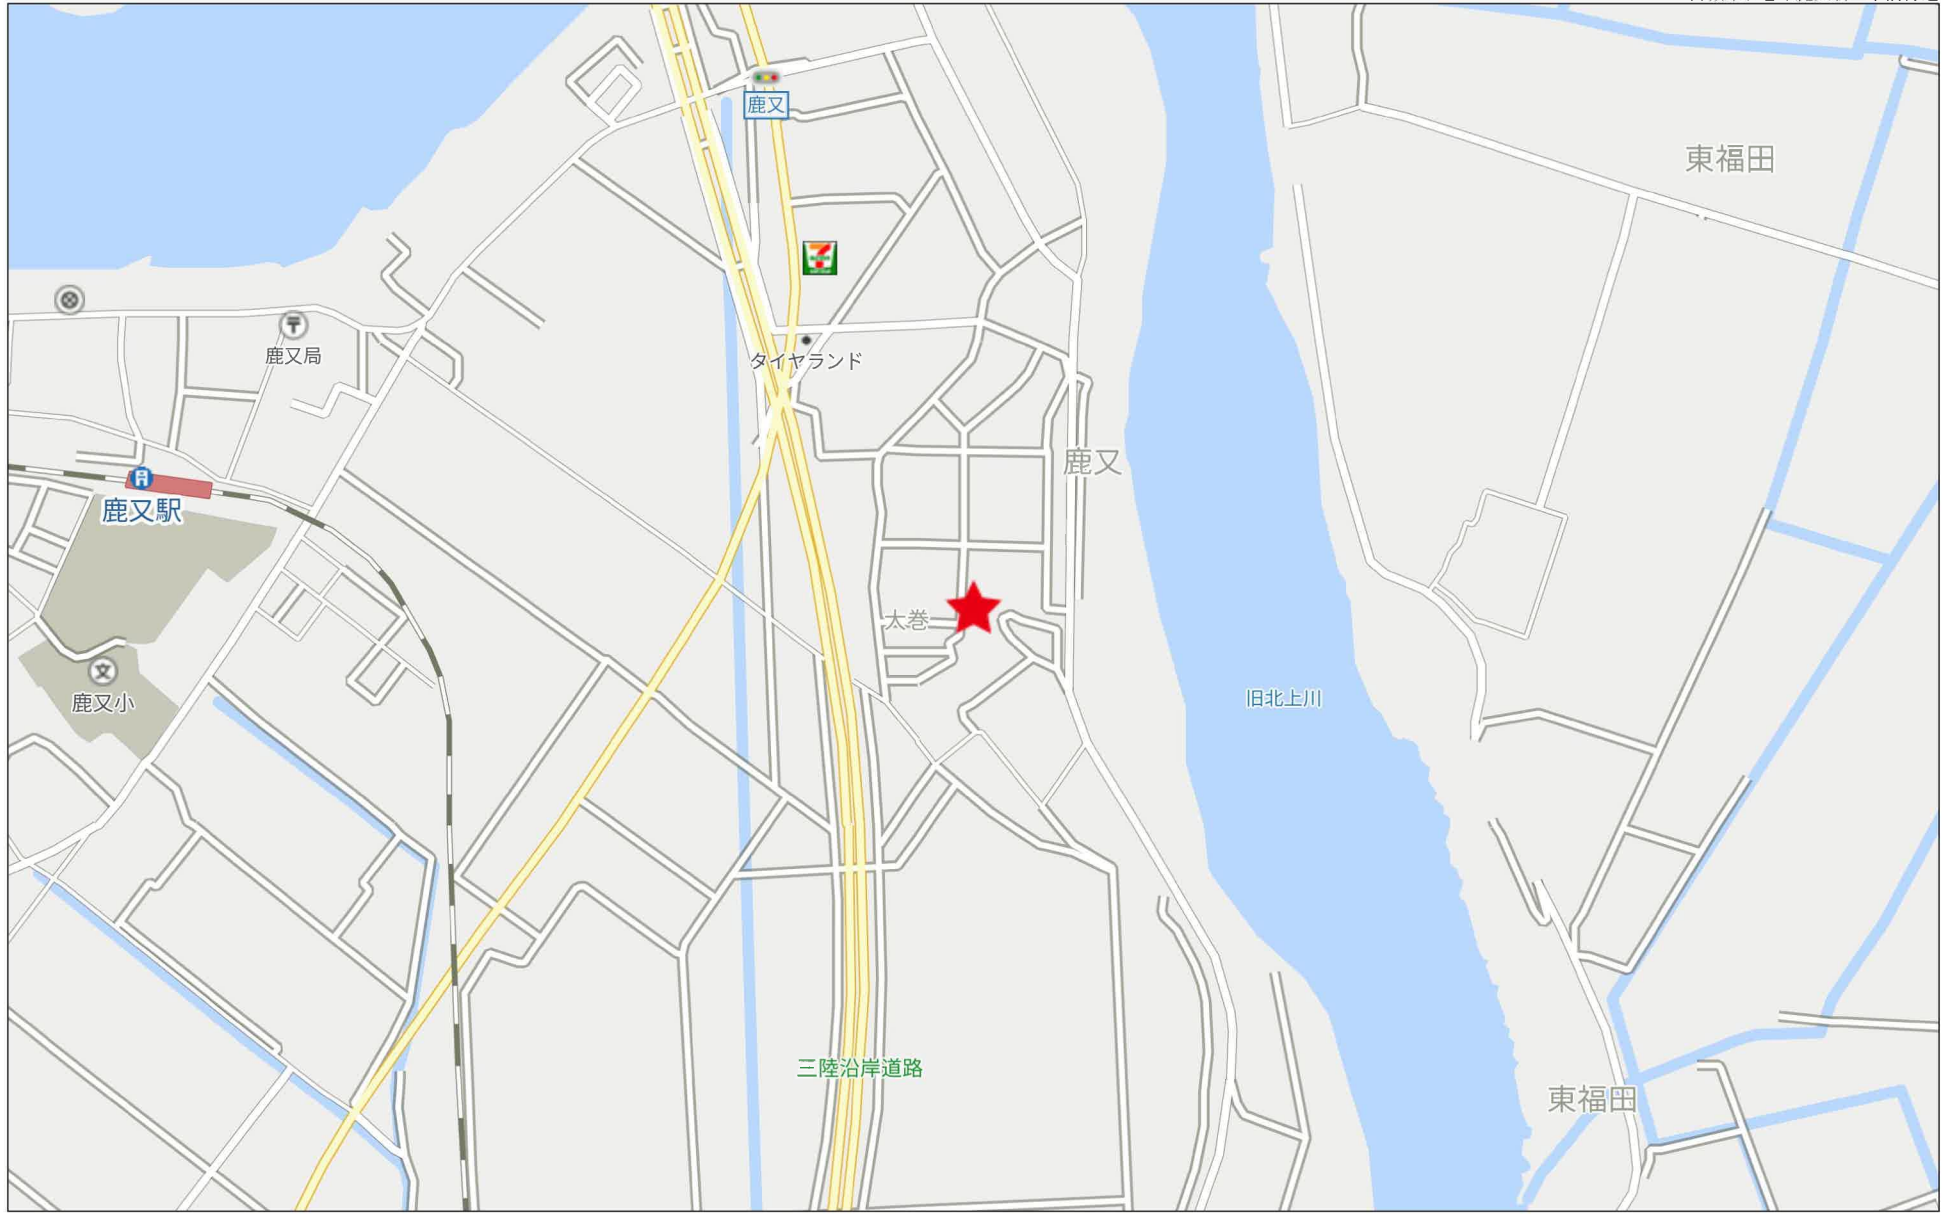 鹿又
東福田
鹿又局
タイヤランド
鹿又
鹿又駅
太巻
鹿又小
旧北上川
三陸沿岸道路
東福田